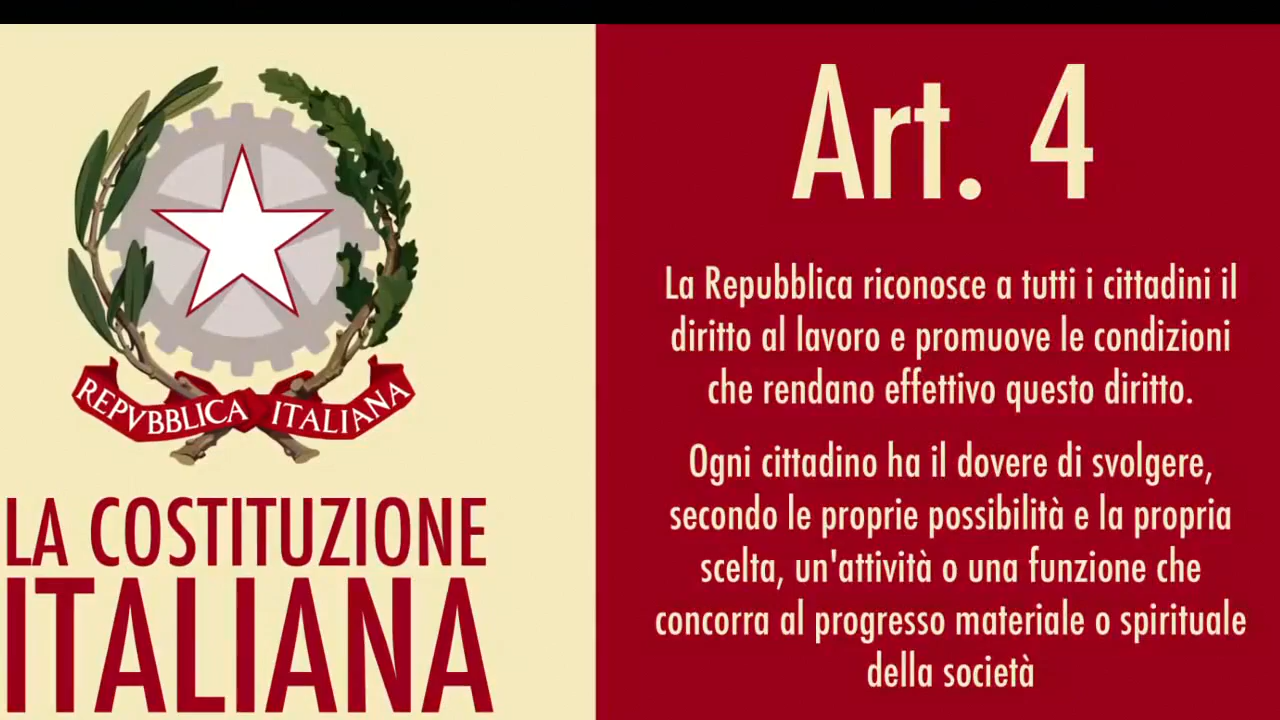 REPVBBLICA ITALIANA
LA COSTITUZIONE
ITALIANA
Art. 4
La Repubblica riconosce a tutti i cittadini il
diritto al lavoro e promuove le condizioni
che rendano effettivo questo diritto.
Ogni cittadino ha il dovere di svolgere,
secondo le proprie possibilità e la propria
scelta, un'attività o una funzione che
concorra al progresso materiale o spirituale
della società